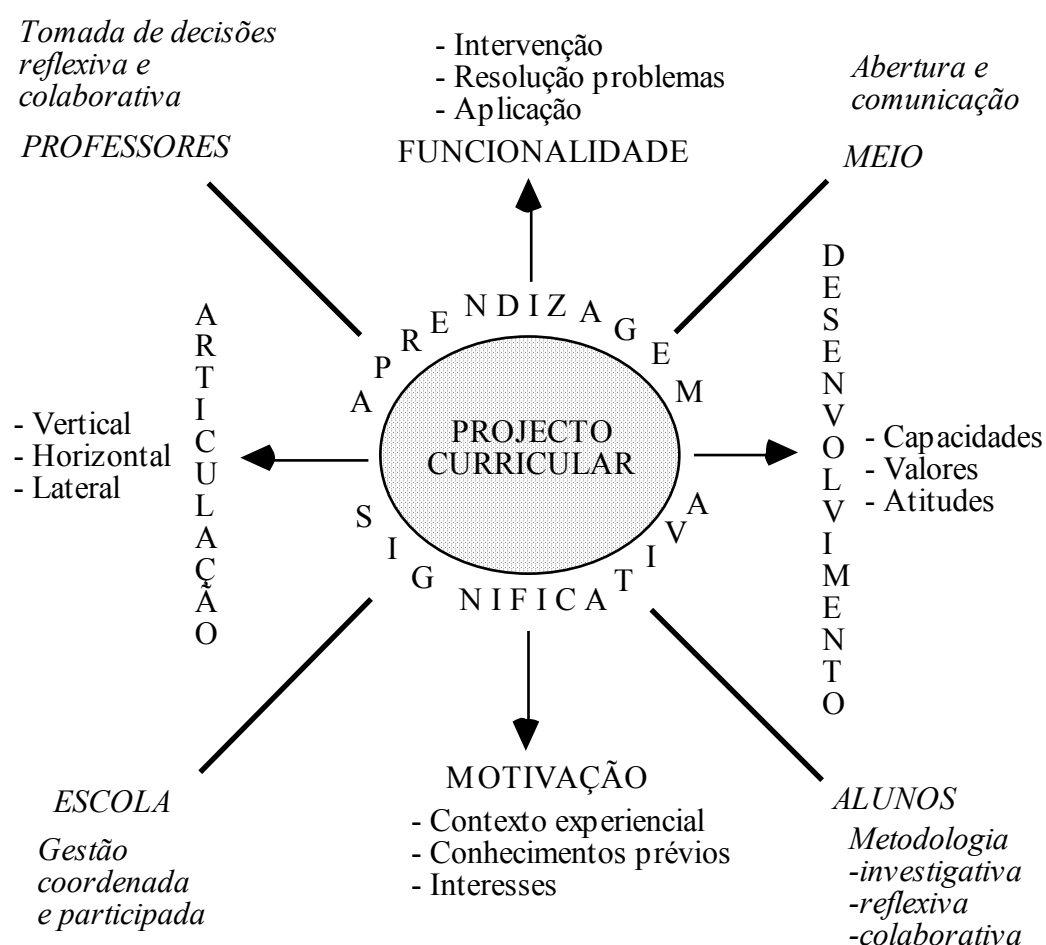 Tomada de decisões
reflexiva e
colaborativa
PROFESSORES
- Intervenção
- Resolução problemas
- Aplicação
FUNCIONALIDADE
Abertura e
comunicação
MEIO
ARTICULAÇÃO
- Vertical
- Horizontal
- Lateral
APRENDIZAGEM
PROJECTO
CURRICULAR
SIGNIFICATIVA
DESENVOLVIMENTO
- Capacidades
- Valores
- Atitudes
ESCOLA
Gestão
coordenada
e participada
MOTIVAÇÃO
- Contexto experiencial
- Conhecimentos prévios
- Interesses
ALUNOS
Metodologia
-investigativa
-reflexiva
-colaborativa